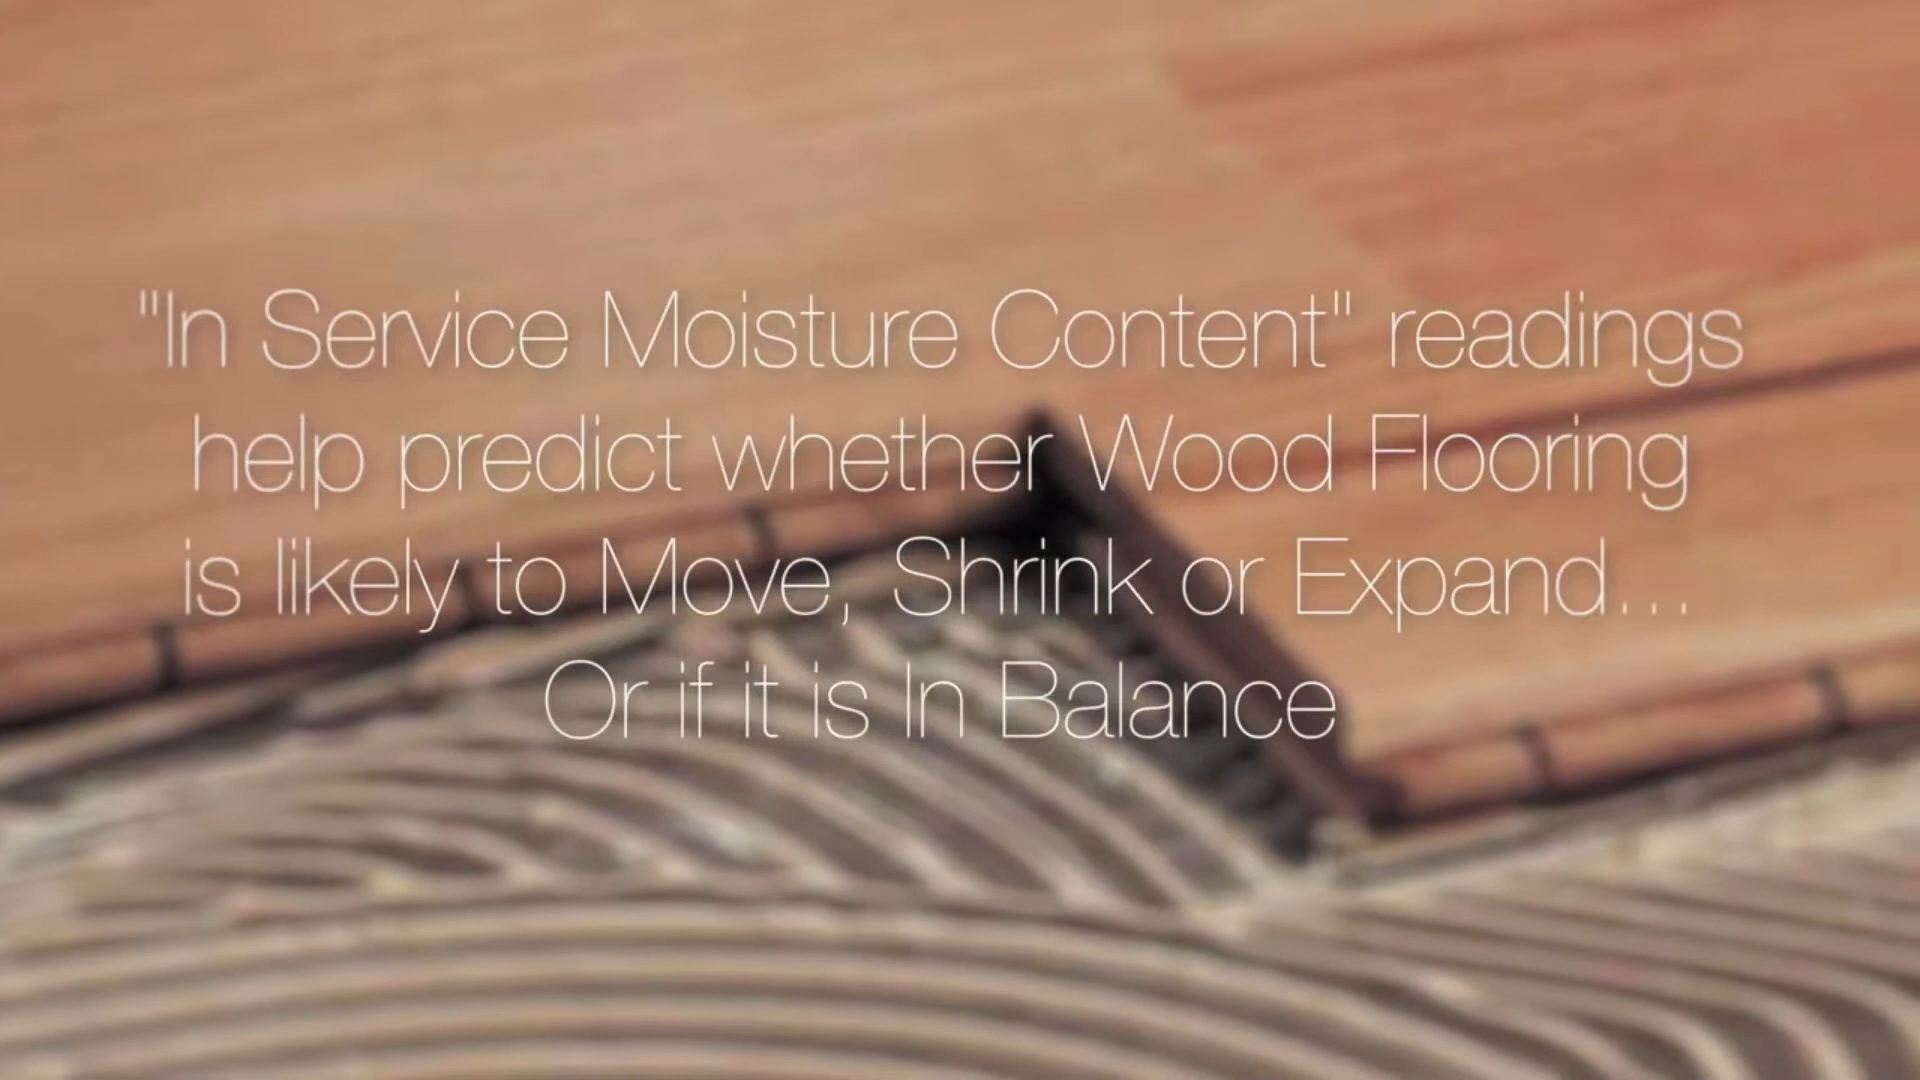 "In Service Moisture Content" readings
help predict whether Wood Flooring
is likely to Move, Shrink or Expand...
Or if it is In Balance